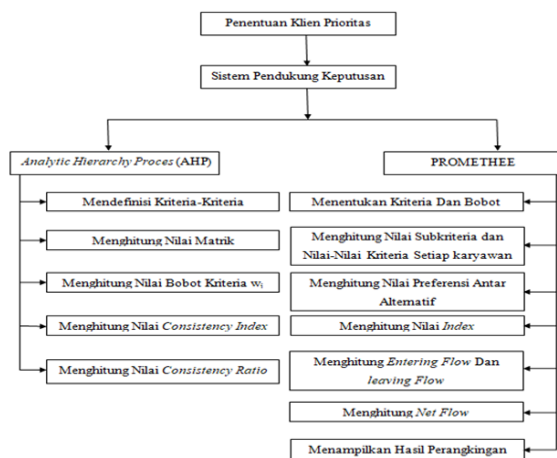 Penentuan Klien Prioritas
Sistem Pendukung Keputusan
Analytic Hierarchy Proces (AHP)
Mendefinisi Kriteria-Kriteria
Menghitung Nilai Matrik
Menghitung Nilai Bobot Kriteria wᵢ
Menghitung Nilai Consistency Index
Menghitung Nilai Consistency Ratio
PROMETHEE
Menentukan Kriteria Dan Bobot
Menghitung Nilai Subkriteria dan
Nilai-Nilai Kriteria Setiap karyawan
Menghitung Nilai Preferensi Antar
Alternatif
Menghitung Nilai Index
Menghitung Entering Flow Dan
leaving Flow
Menghitung Net Flow
Menampilkan Hasil Perangkingan